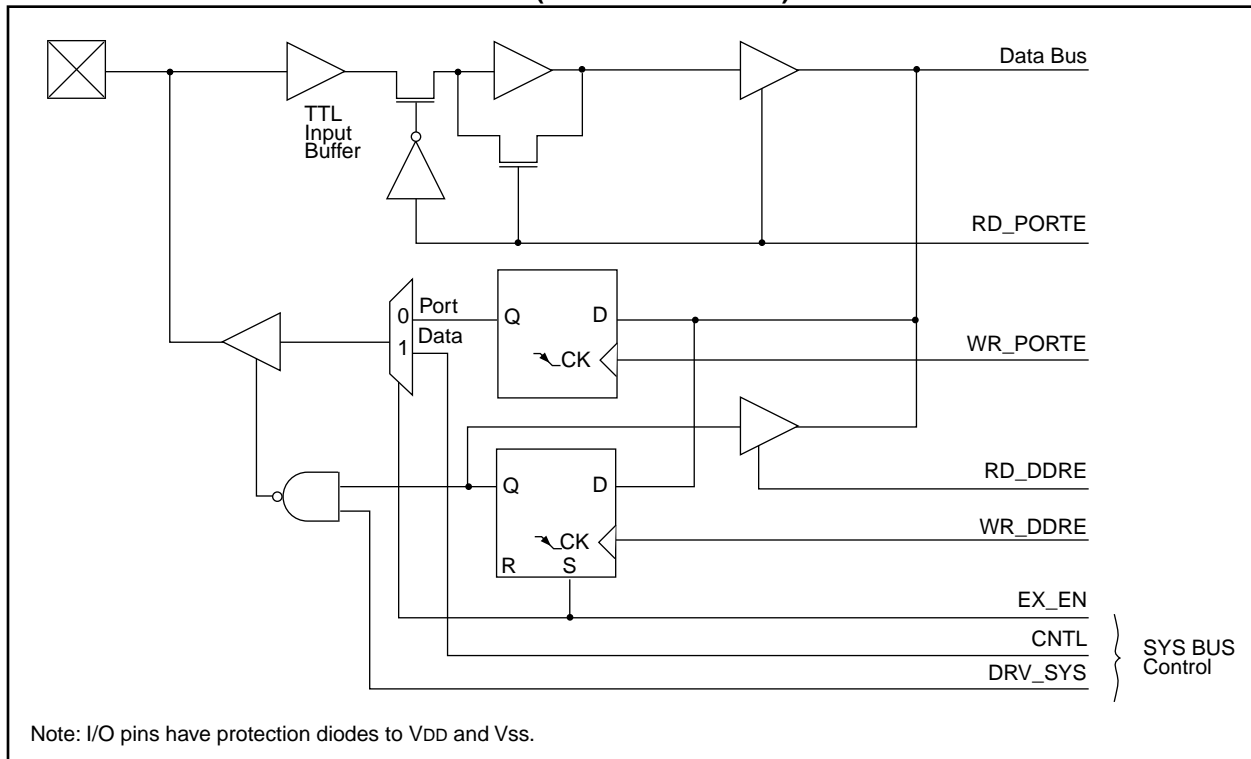 Data Bus
TTL
Input
Buffer
RD_PORTE
0
Port
1
Data
Q
D
CK
WR_PORTE
RD_DDRE
Q
D
CK
WR_DDRE
R
S
EX_EN
CNTL
DRV_SYS
SYS BUS
Control
Note: I/O pins have protection diodes to VDD and Vss.